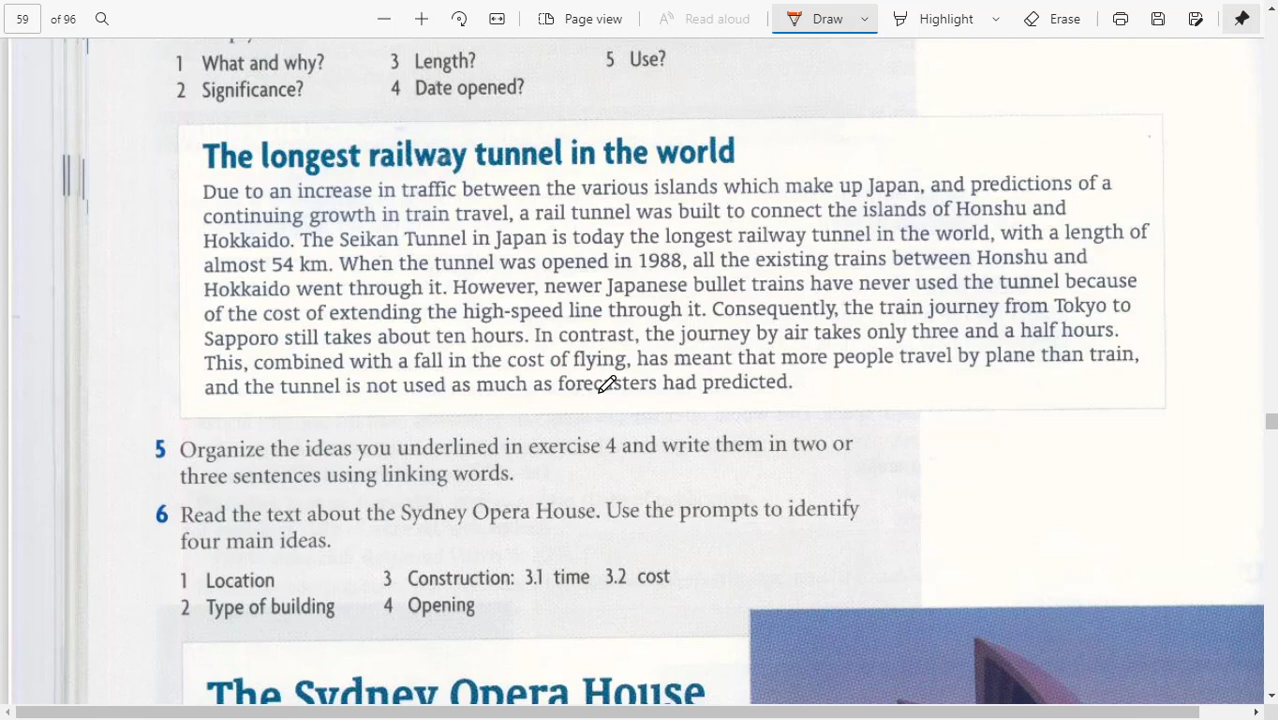 59 of 96 Page view Read aloud Draw Highlight Erase
1 What and why? 3 Length? 5 Use?
2 Significance? 4 Date opened?
The longest railway tunnel in the world
Due to an increase in traffic between the various islands which make up Japan, and predictions of a
continuing growth in train travel, a rail tunnel was built to connect the islands of Honshu and
Hokkaido. The Seikan Tunnel in Japan is today the longest railway tunnel in the world, with a length of
almost 54 km. When the tunnel was opened in 1988, all the existing trains between Honshu and
Hokkaido went through it. However, newer Japanese bullet trains have never used the tunnel because
of the cost of extending the high-speed line through it. Consequently, the train journey from Tokyo to
Sapporo still takes about ten hours. In contrast, the journey by air takes only three and a half hours.
This, combined with a fall in the cost of flying, has meant that more people travel by plane than train,
and the tunnel is not used as much as forecasters had predicted.
5 Organize the ideas you underlined in exercise 4 and write them in two or
three sentences using linking words.
6 Read the text about the Sydney Opera House. Use the prompts to identify
four main ideas.
1 Location 3 Construction: 3.1 time 3.2 cost
2 Type of building 4 Opening
The Sydney Opera House